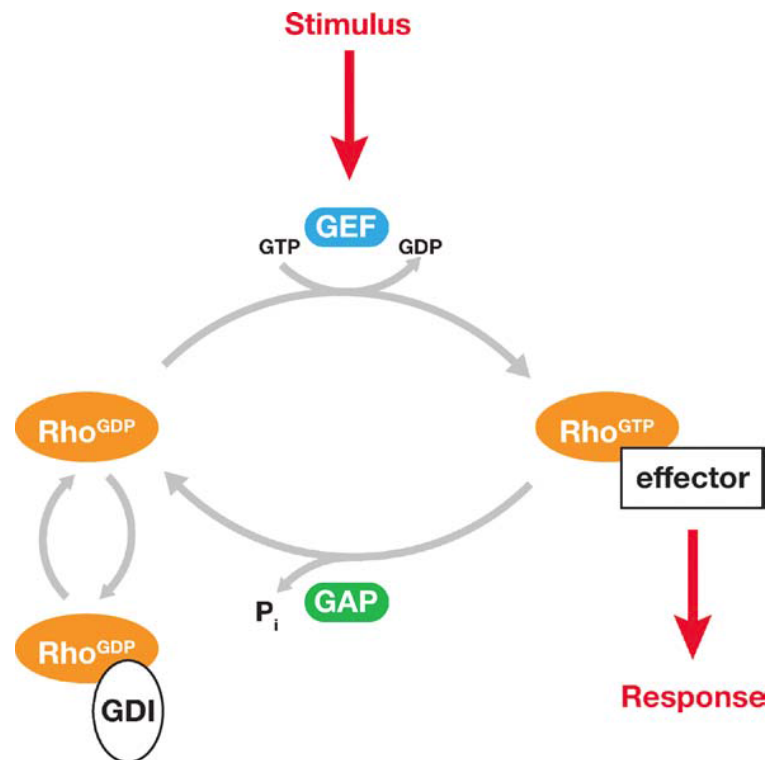 Stimulus
GEF
GTP GDP
Rho^GDP
Rho^GTP
effector
P_i
GAP
Rho^GDP
GDI
Response